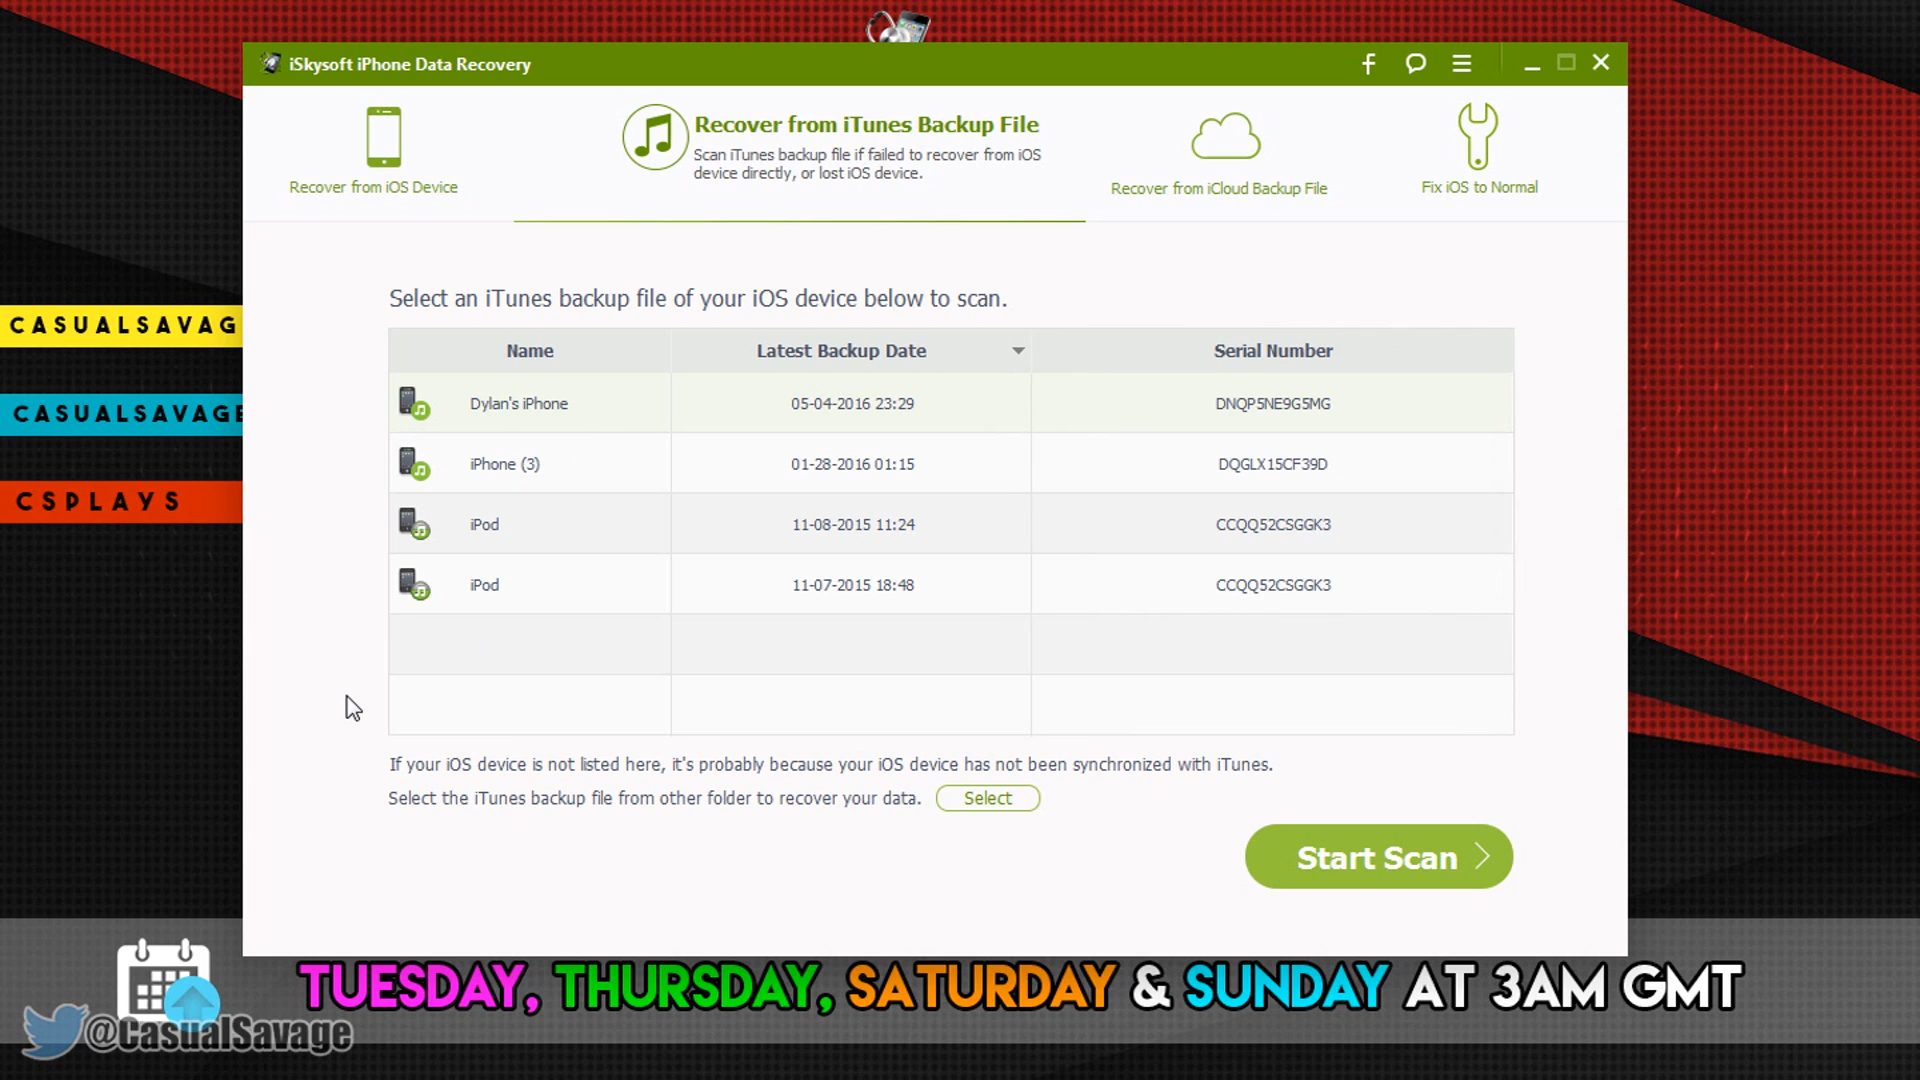 iSkysoft iPhone Data Recovery
Recover from iOS Device
Recover from iTunes Backup File
Scan iTunes backup file if failed to recover from iOS
device directly, or lost iOS device.
Recover from iCloud Backup File
Fix iOS to Normal
CASUALSAVAG
CASUALSAVAGE
CSPLAYS
Select an iTunes backup file of your iOS device below to scan.
Name Latest Backup Date Serial Number
Dylan's iPhone 05-04-2016 23:29 DNQP5NE9G5MG
iPhone (3) 01-28-2016 01:15 DQGLX15CF39D
iPod 11-08-2015 11:24 CCQQ52CSGGK3
iPod 11-07-2015 18:48 CCQQ52CSGGK3
If your iOS device is not listed here, it's probably because your iOS device has not been synchronized with iTunes.
Select the iTunes backup file from other folder to recover your data. Select
Start Scan
TUESDAY, THURSDAY, SATURDAY & SUNDAY AT 3AM GMT
@CasualSavage